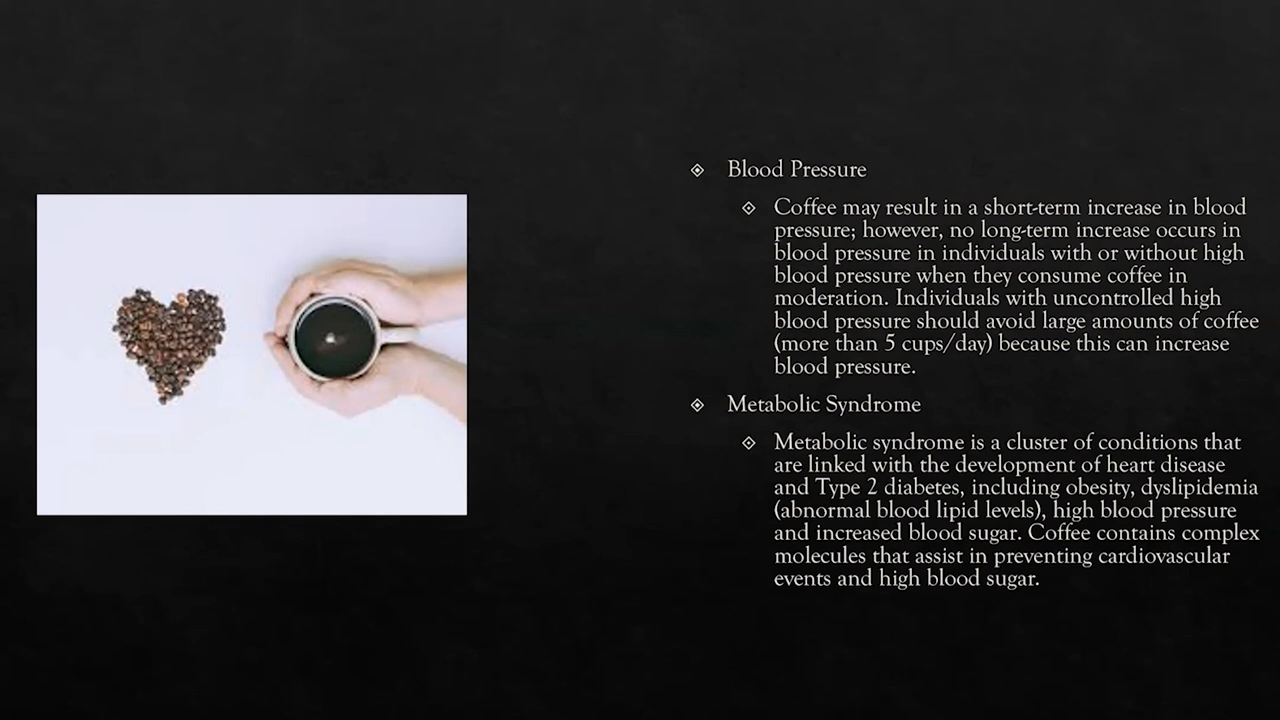 Blood Pressure
Coffee may result in a short-term increase in blood
pressure; however, no long-term increase occurs in
blood pressure in individuals with or without high
blood pressure when they consume coffee in
moderation. Individuals with uncontrolled high
blood pressure should avoid large amounts of coffee
(more than 5 cups/day) because this can increase
blood pressure.
Metabolic Syndrome
Metabolic syndrome is a cluster of conditions that
are linked with the development of heart disease
and Type 2 diabetes, including obesity, dyslipidemia
(abnormal blood lipid levels), high blood pressure
and increased blood sugar. Coffee contains complex
molecules that assist in preventing cardiovascular
events and high blood sugar.